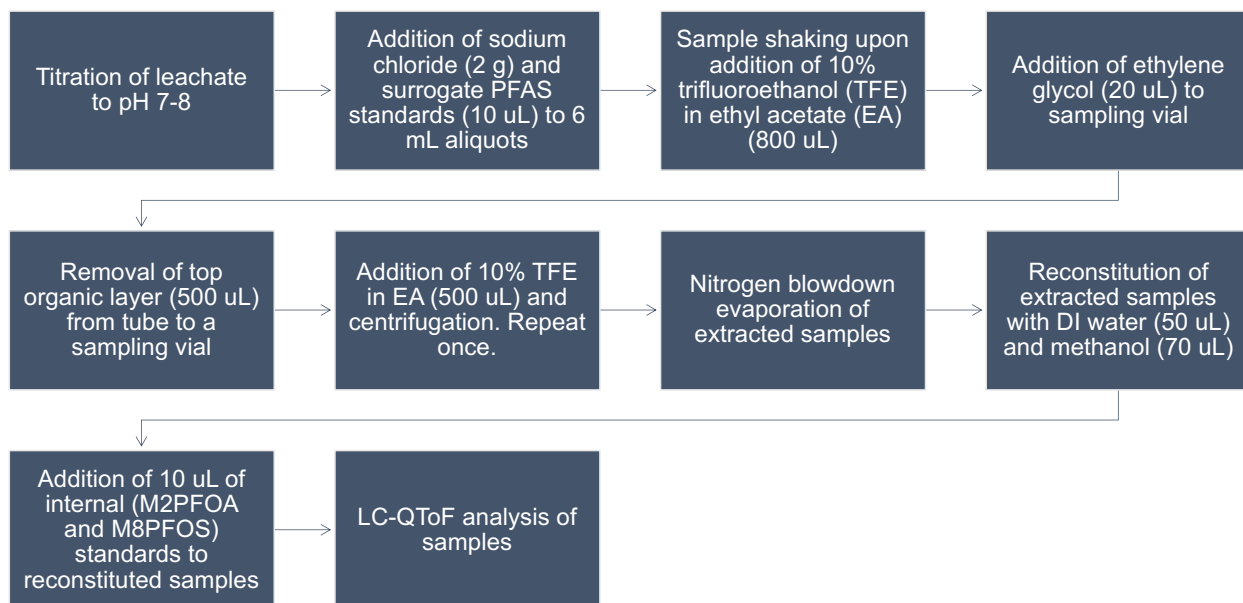 Titration of leachate
to pH 7-8
Addition of sodium
chloride (2 g) and
surrogate PFAS
standards (10 uL) to 6
mL aliquots
Sample shaking upon
addition of 10%
trifluoroethanol (TFE)
in ethyl acetate (EA)
(800 uL)
Addition of ethylene
glycol (20 uL) to
sampling vial
Removal of top
organic layer (500 uL)
from tube to a
sampling vial
Addition of 10% TFE
in EA (500 uL) and
centrifugation. Repeat
once.
Nitrogen blowdown
evaporation of
extracted samples
Reconstitution of
extracted samples
with DI water (50 uL)
and methanol (70 uL)
Addition of 10 uL of
internal (M2PFOA
and M8PFOS)
standards to
reconstituted samples
LC-QToF analysis of
samples